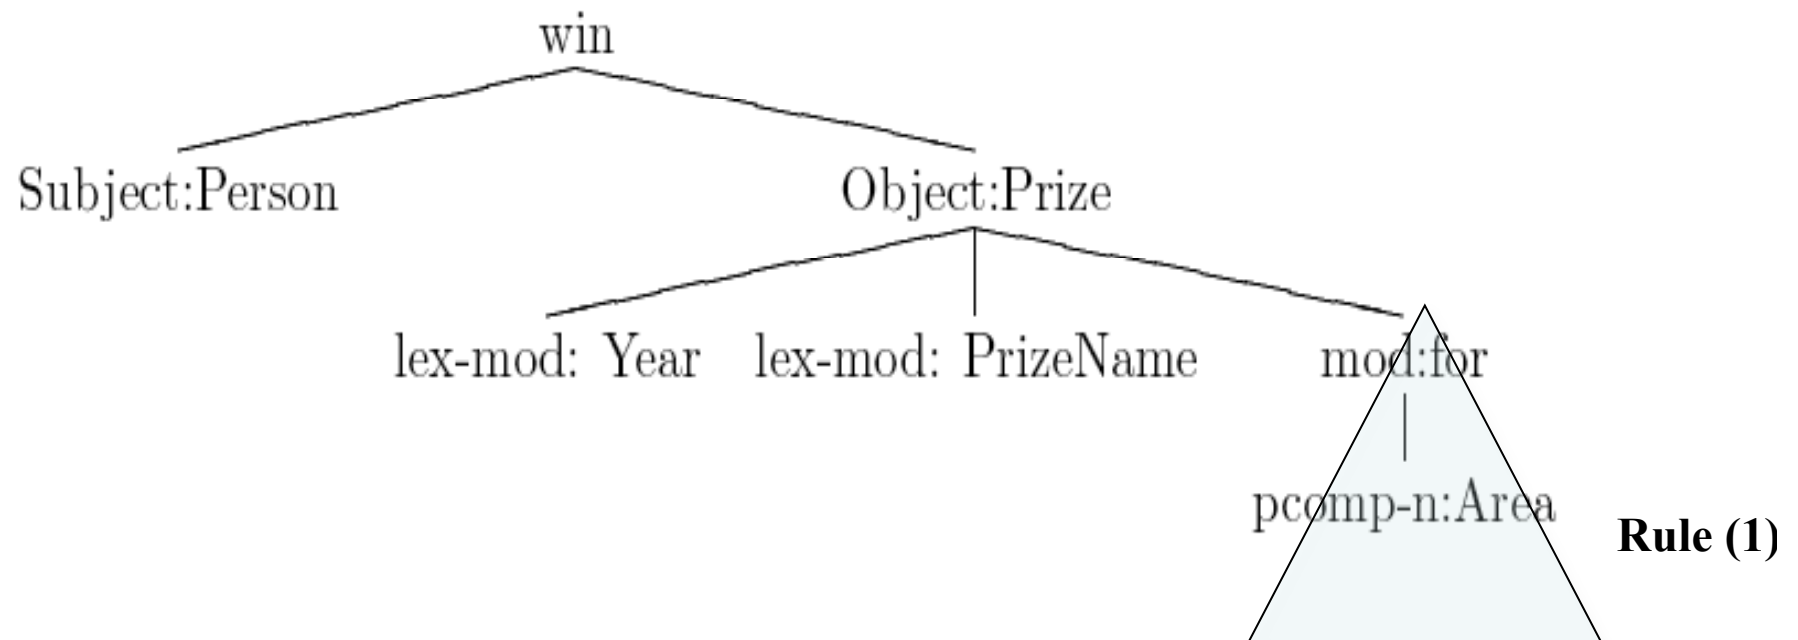 win
Subject:Person
Object:Prize
lex-mod: Year
lex-mod: PrizeName
mod:for
pcomp-n:Area
Rule (1)